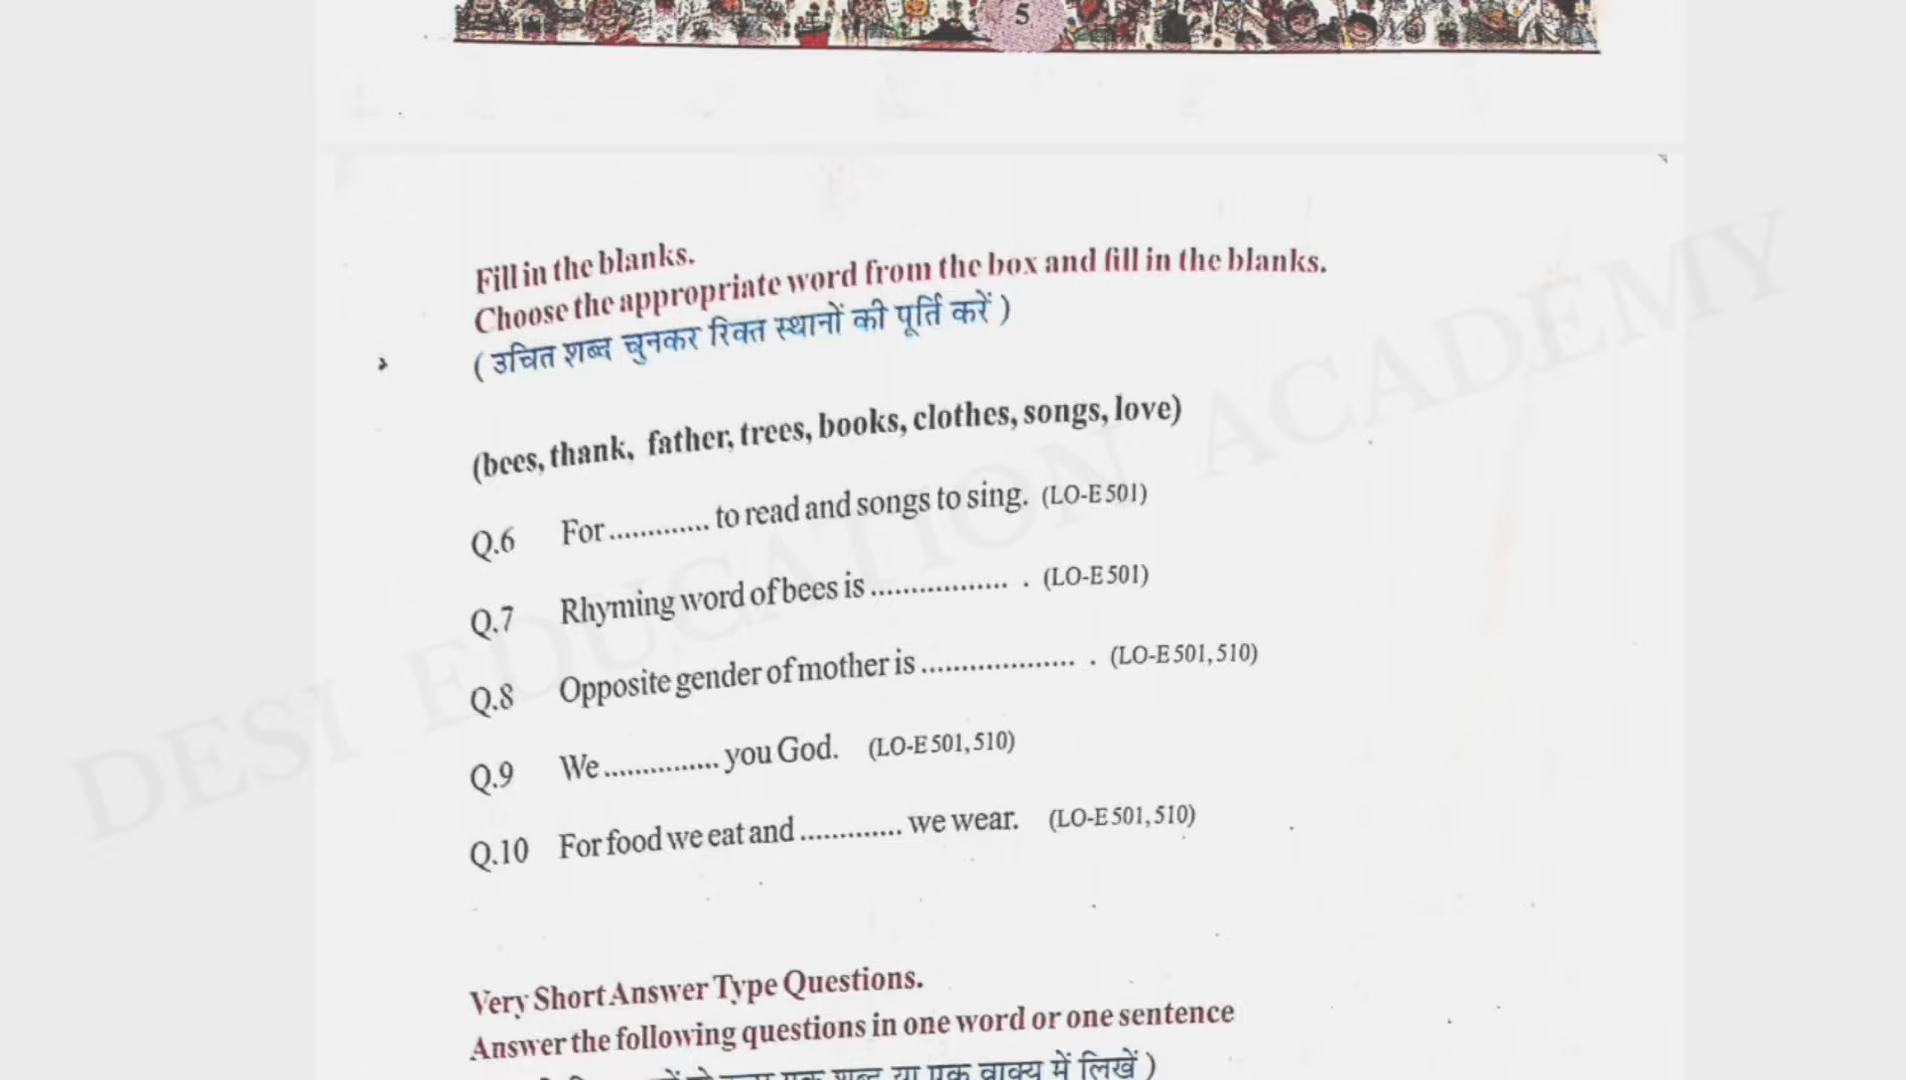 5
Fill in the blanks.
Choose the appropriate word from the box and fill in the blanks.
( उचित शब्द चुनकर रिक्त स्थानों की पूर्ति करें )
(bees, thank, father, trees, books, clothes, songs, love)
Q.6 For ............. to read and songs to sing. (LO-E 501)
Q.7 Rhyming word of bees is ................. . (LO-E 501)
Q.8 Opposite gender of mother is ................... . (LO-E 501, 510)
Q.9 We ............... you God. (LO-E 501, 510)
Q.10 For food we eat and ............. we wear. (LO-E 501, 510)
Very Short Answer Type Questions.
Answer the following questions in one word or one sentence
एक शब्द या एक वाक्य में लिखें )
DESI EDUCATION ACADEMY